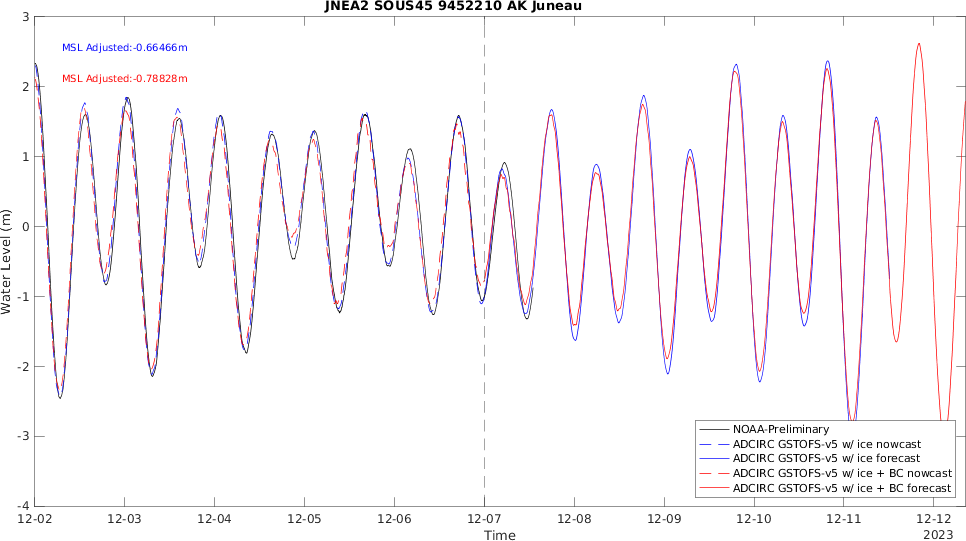 JNEA2 SOUS45 9452210 AK Juneau
MSL Adjusted:-0.66466m
MSL Adjusted:-0.78828m
Water Level (m)
3
2
1
0
-1
-2
-3
-4
NOAA-Preliminary
ADCIRC GSTOFS-v5 w/ ice nowcast
ADCIRC GSTOFS-v5 w/ ice forecast
ADCIRC GSTOFS-v5 w/ ice + BC nowcast
ADCIRC GSTOFS-v5 w/ ice + BC forecast
12-02 12-03 12-04 12-05 12-06 12-07 12-08 12-09 12-10 12-11 12-12
Time
2023